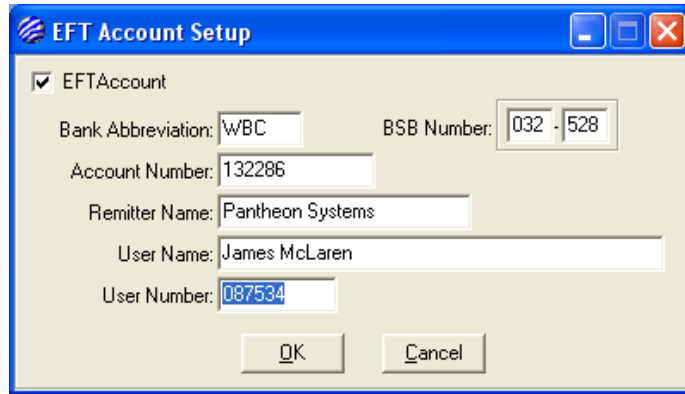 EFT Account Setup
EFTAccount
Bank Abbreviation: WBC BSB Number: 032 - 528
Account Number: 132286
Remitter Name: Pantheon Systems
User Name: James McLaren
User Number: 087534
OK Cancel